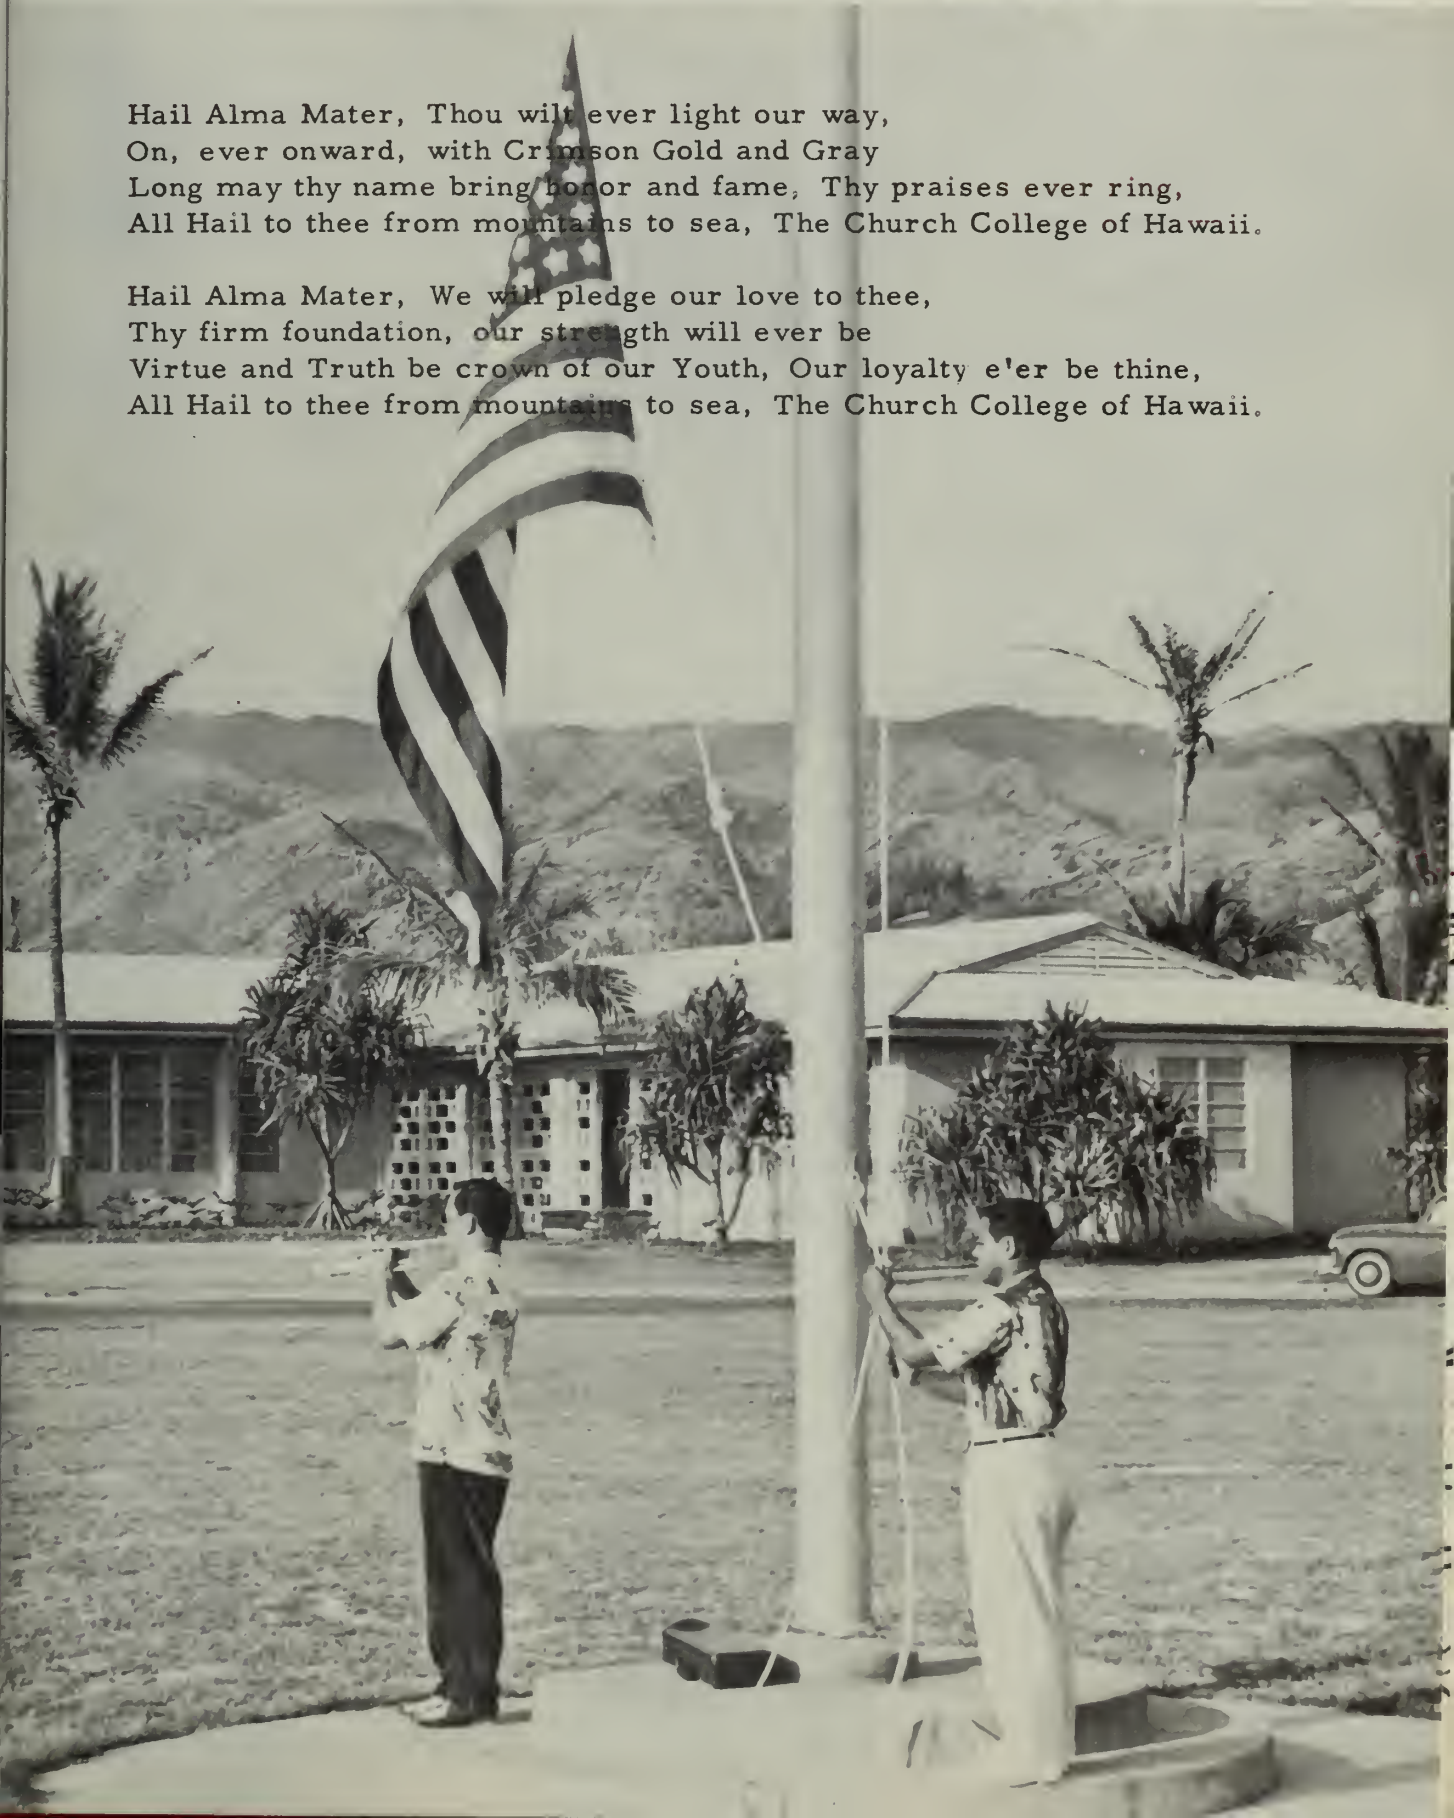 Hail Alma Mater, Thou wilt ever light our way,
On, ever onward, with Crimson Gold and Gray
Long may thy name bring honor and fame, Thy praises ever ring,
All Hail to thee from mountains to sea, The Church College of Hawaii.
Hail Alma Mater, We will pledge our love to thee,
Thy firm foundation, our strength will ever be
Virtue and Truth be crown of our Youth, Our loyalty e'er be thine,
All Hail to thee from mountains to sea, The Church College of Hawaii.